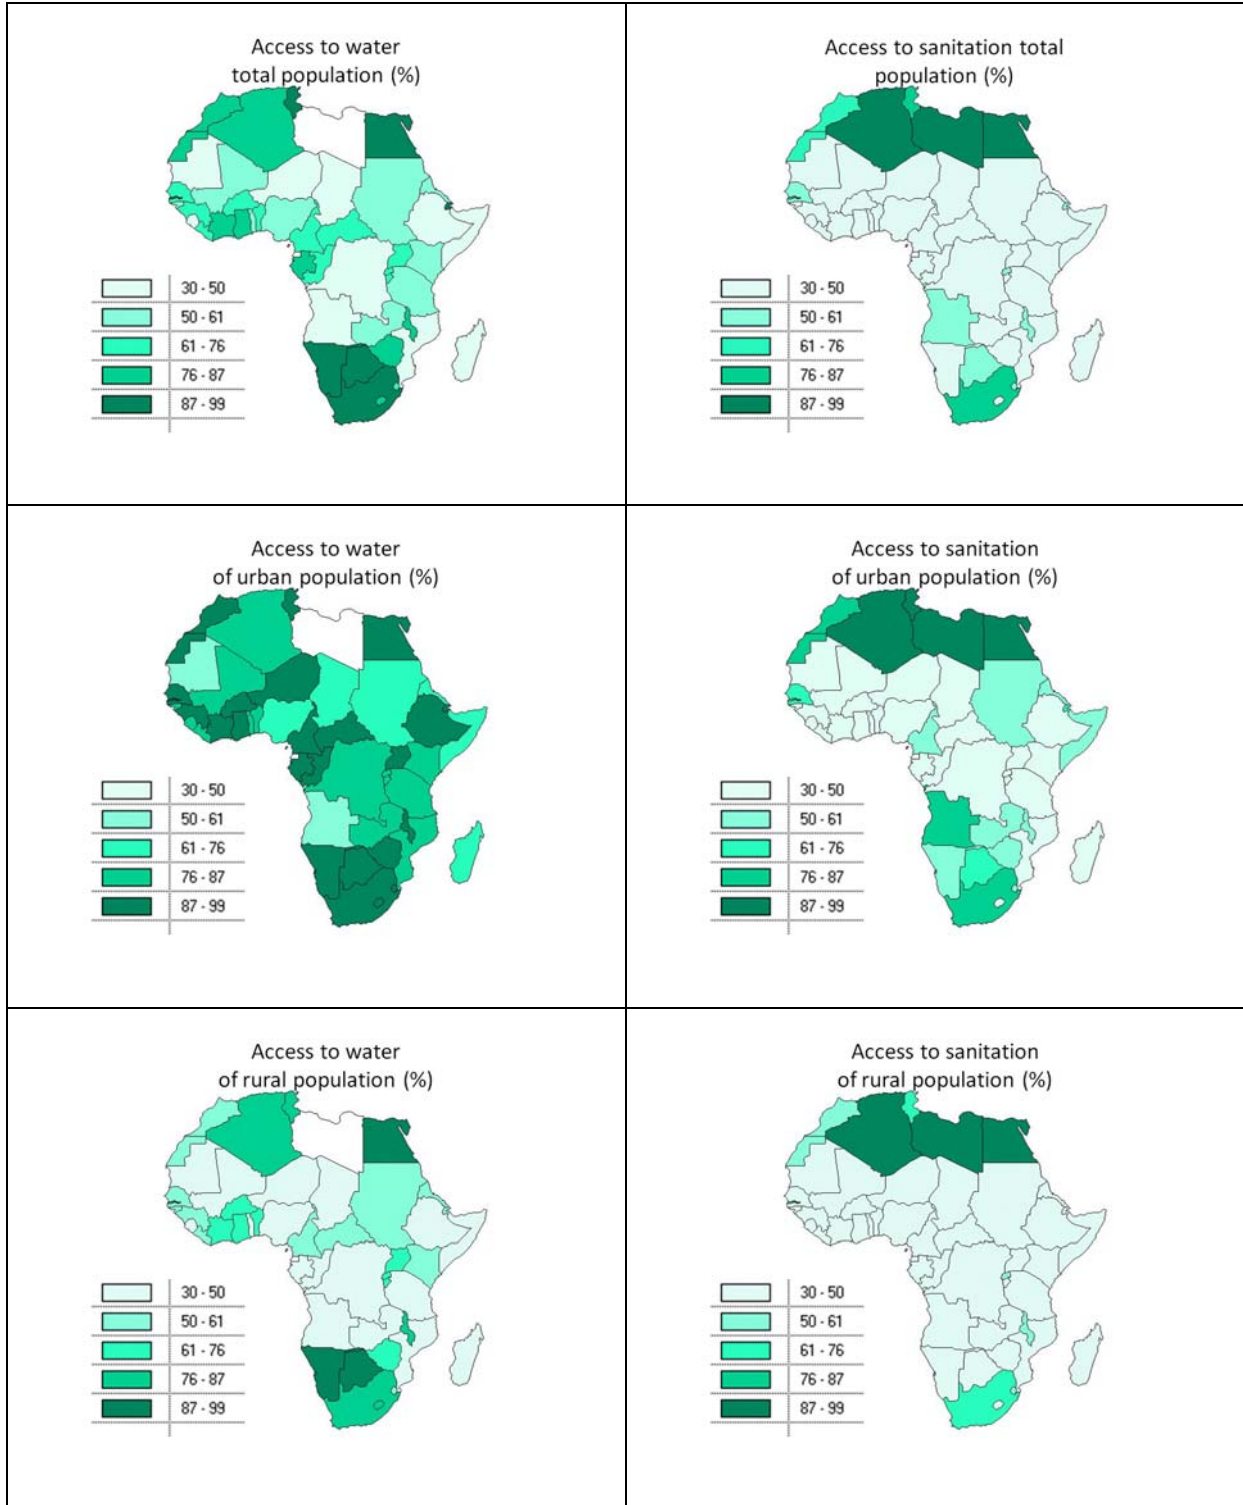 Access to water
total population (%)
30 - 50
50 - 61
61 - 76
76 - 87
87 - 99
Access to sanitation total
population (%)
30 - 50
50 - 61
61 - 76
76 - 87
87 - 99
Access to water
of urban population (%)
30 - 50
50 - 61
61 - 76
76 - 87
87 - 99
Access to sanitation
of urban population (%)
30 - 50
50 - 61
61 - 76
76 - 87
87 - 99
Access to water
of rural population (%)
30 - 50
50 - 61
61 - 76
76 - 87
87 - 99
Access to sanitation
of rural population (%)
30 - 50
50 - 61
61 - 76
76 - 87
87 - 99